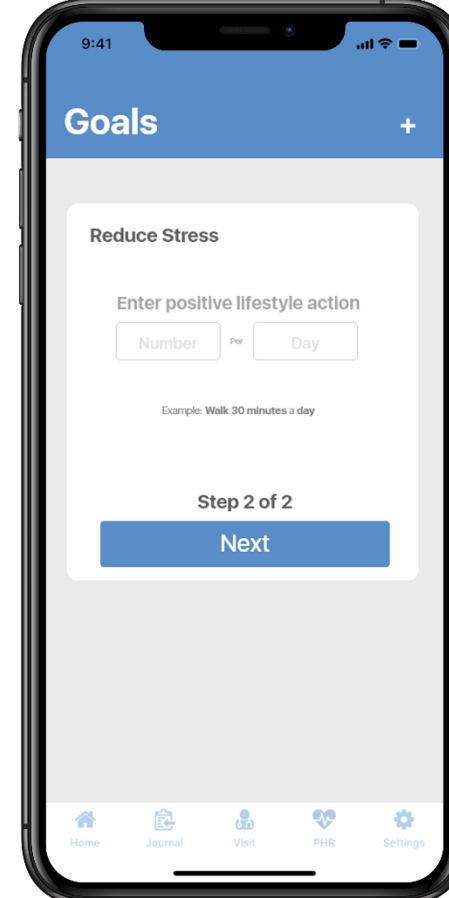 9:41
Goals
+
Reduce Stress
Enter positive lifestyle action
Number Per Day
Example: Walk 30 minutes a day
Step 2 of 2
Next
Home Journal Visit PHR Settings